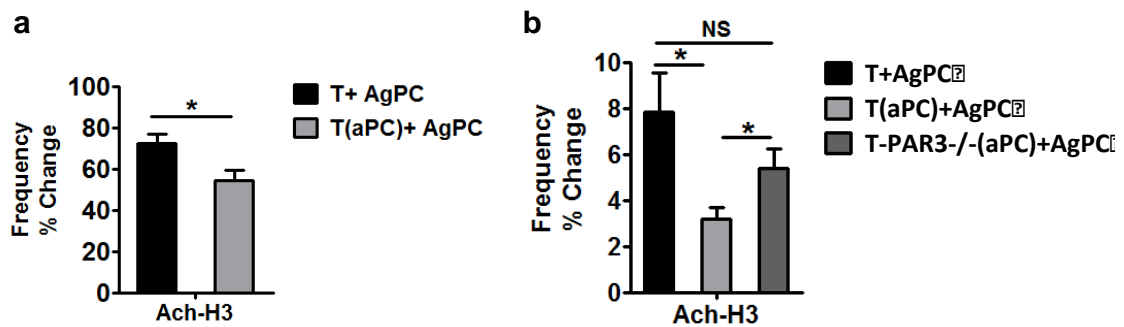 a
Frequency
% Change
100
80
60
40
20
0
*
Ach-H3
T+ AgPC
T(aPC)+ AgPC
b
Frequency
% Change
10
8
6
4
2
0
NS
*
*
Ach-H3
T+AgPC
T(aPC)+AgPC
T-PAR3-/-(aPC)+AgPC